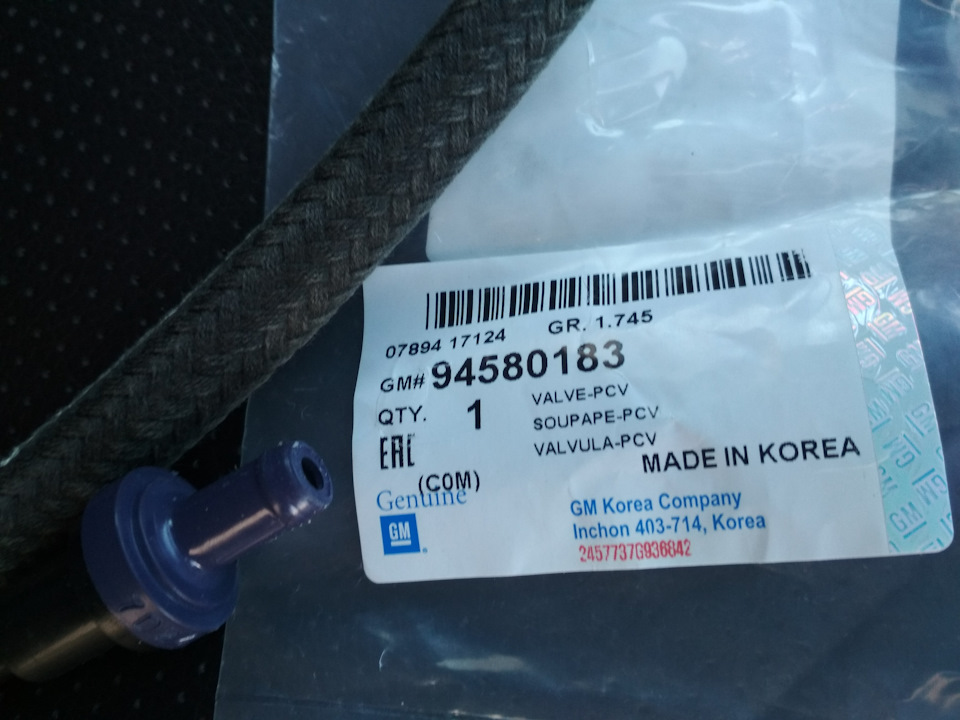 07894 17124 GR. 1.745
GM# 94580183
QTY. 1 VALVE-PCV
SOUPAPE-PCV
VALVULA-PCV
EAC
MADE IN KOREA
(COM)
Genuine
GM
GM Korea Company
Inchon 403-714, Korea
2457737G936842
GM